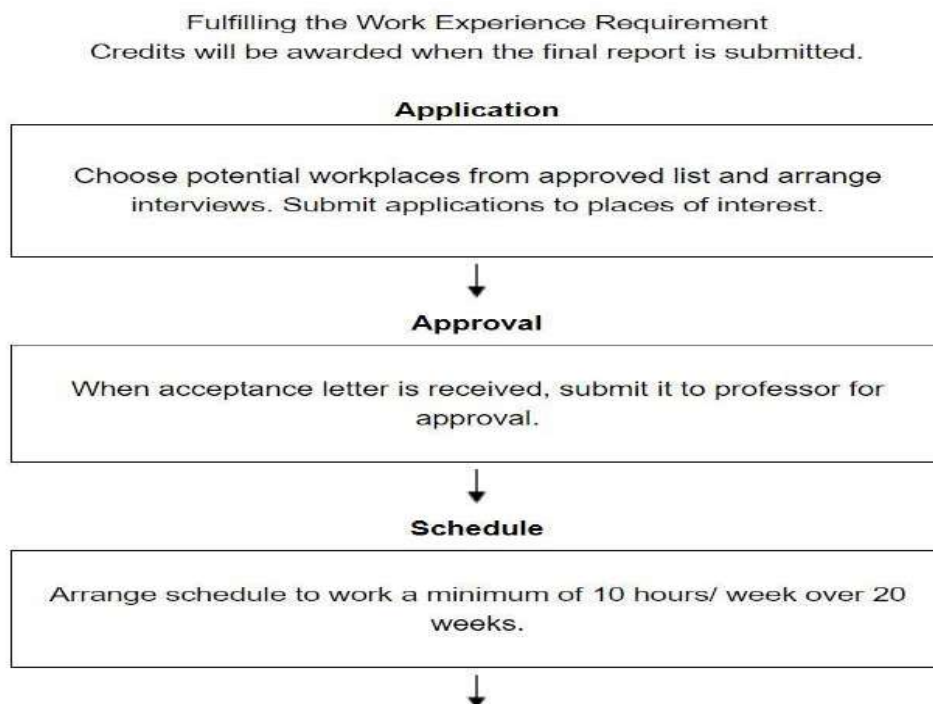 Fulfilling the Work Experience Requirement
Credits will be awarded when the final report is submitted.
Application
Choose potential workplaces from approved list and arrange
interviews. Submit applications to places of interest.
Approval
When acceptance letter is received, submit it to professor for
approval.
Schedule
Arrange schedule to work a minimum of 10 hours/ week over 20
weeks.